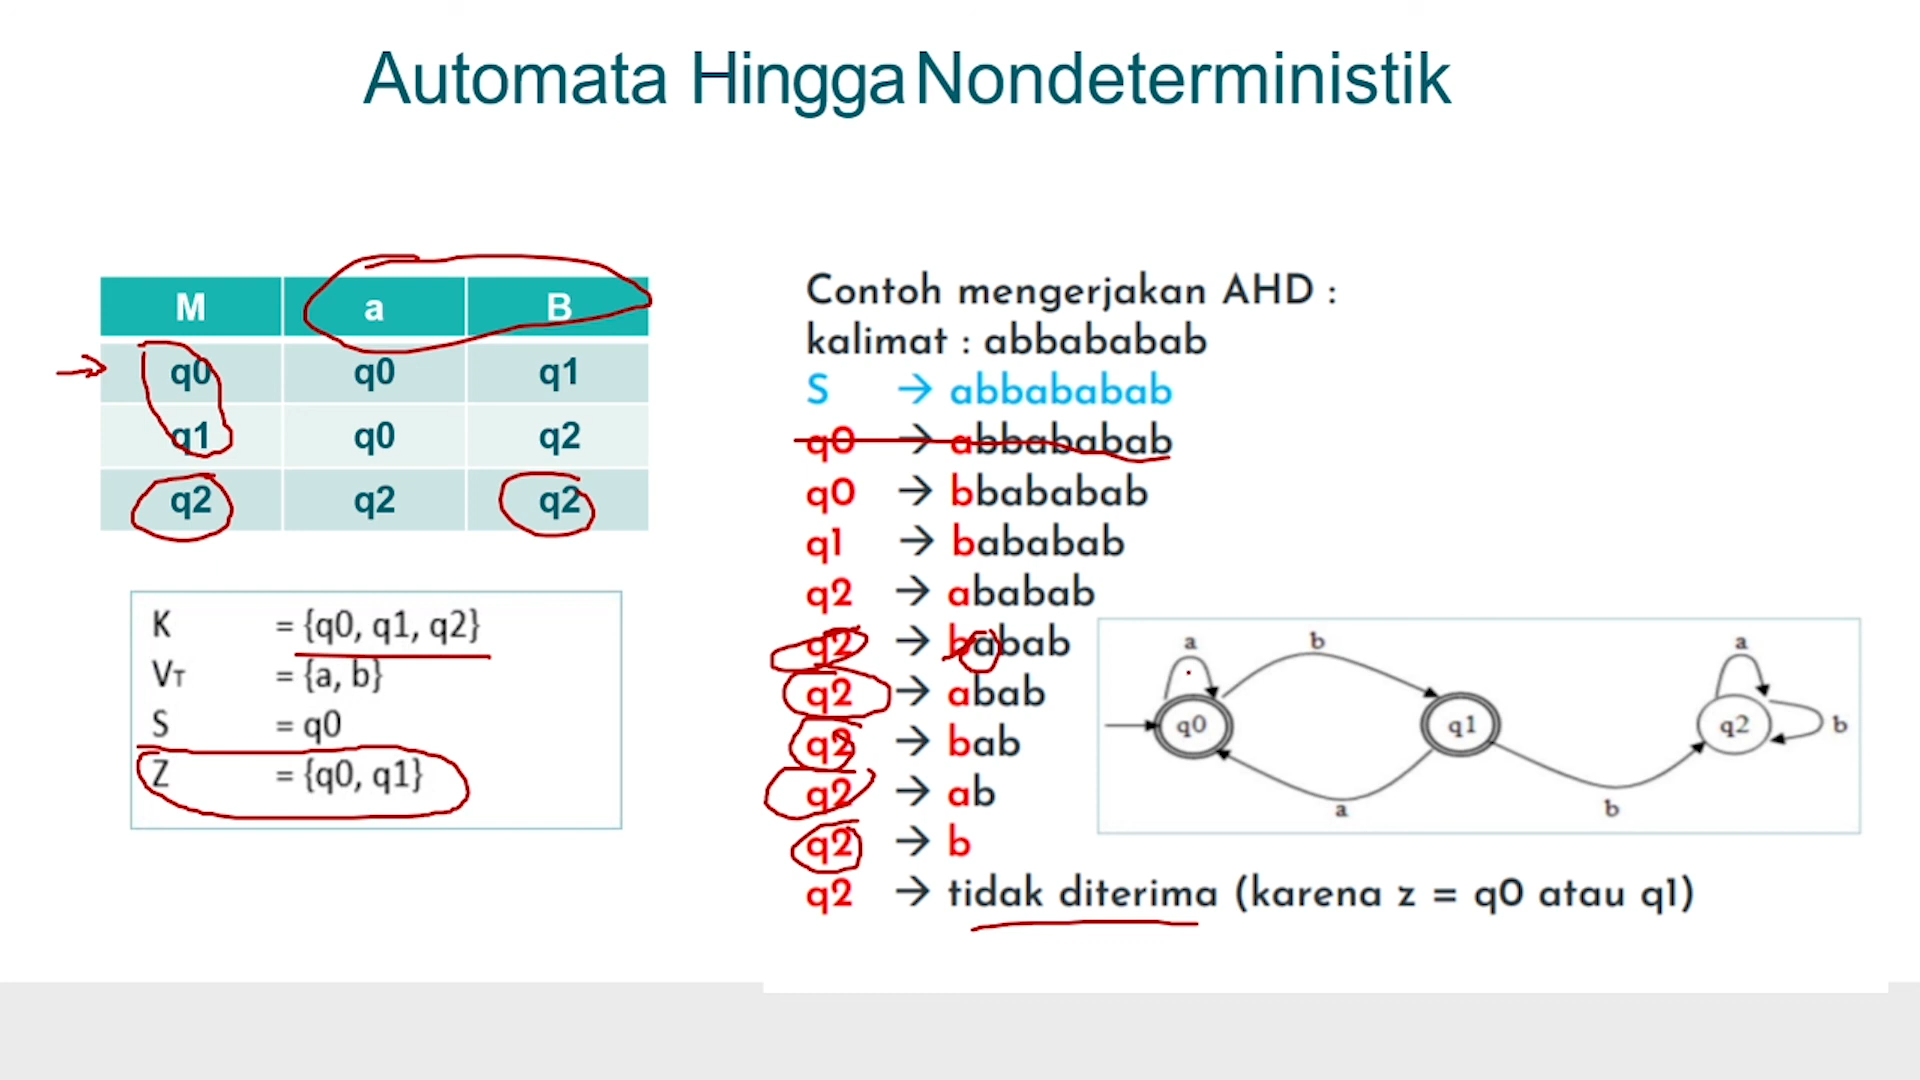 Automata Hingga Nondeterministik
M a B
q0 q0 q1
q1 q0 q2
q2 q2 q2
K = {q0, q1, q2}
VT = {a, b}
S = q0
Z = {q0, q1}
Contoh mengerjakan AHD :
kalimat : abbababab
S → abbababab
q0 → abbababab
q0 → bbababab
q1 → bababab
q2 → ababab
q2 → babab
q2 → abab
q2 → bab
q2 → ab
q2 → b
q2 → tidak diterima (karena z = q0 atau q1)
a b a
q0 q1 q2 b
a b